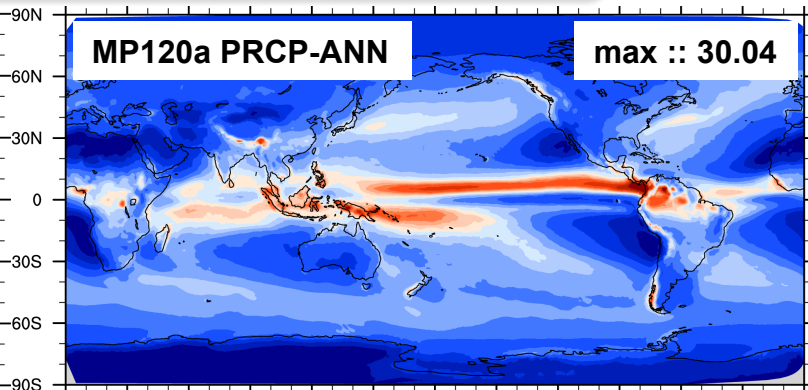 90N
MP120a PRCP-ANN
max :: 30.04
60N
30N
0
30S
60S
90S